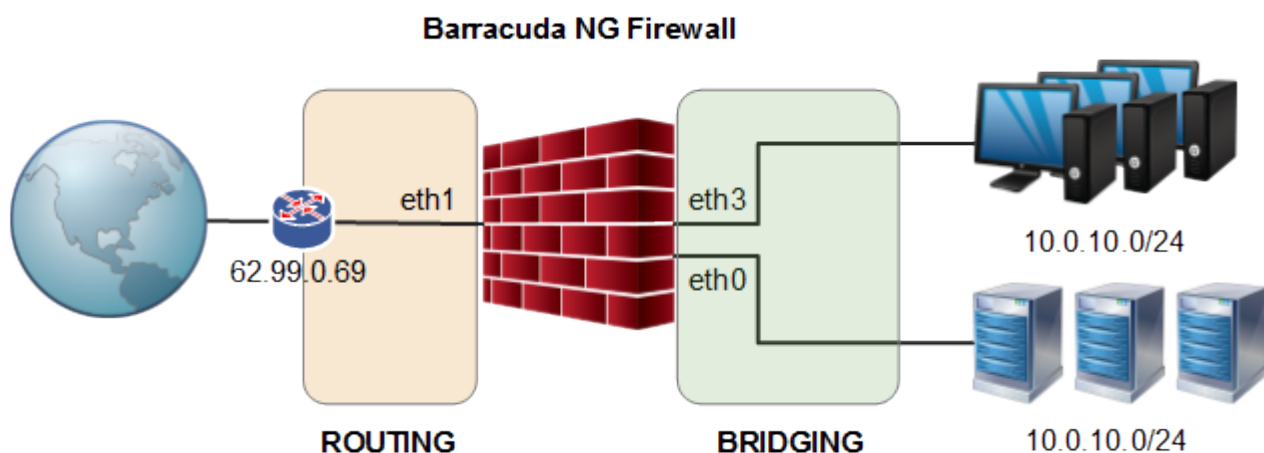 Barracuda NG Firewall
eth1
eth3
62.99.0.69
eth0
10.0.10.0/24
ROUTING
BRIDGING
10.0.10.0/24